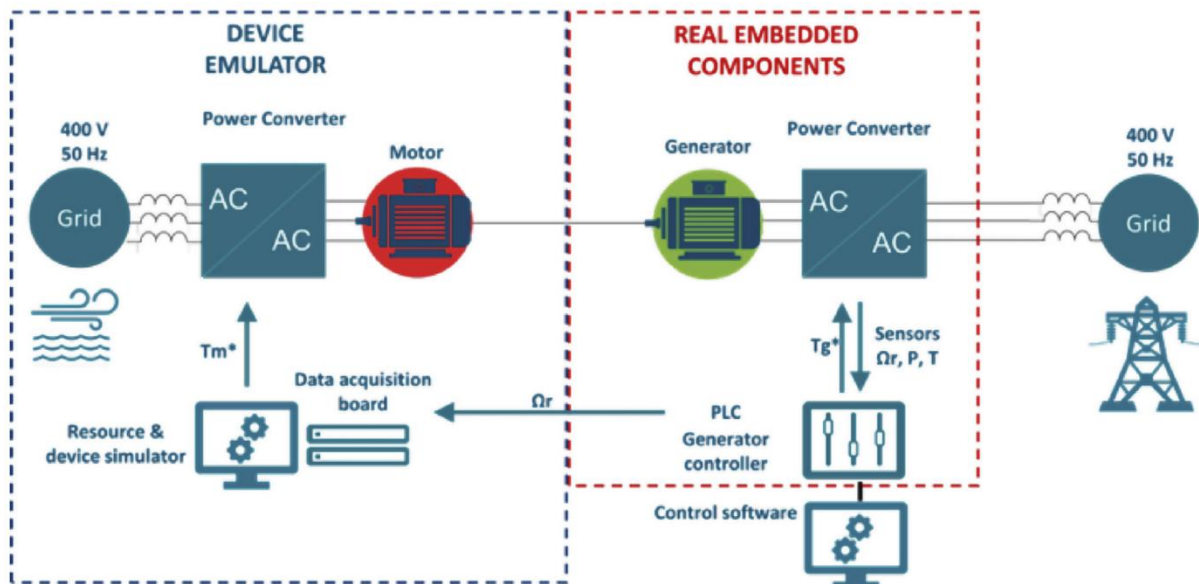 DEVICE
EMULATOR
REAL EMBEDDED
COMPONENTS
400 V
50 Hz
Grid
Power Converter
AC
AC
Motor
Generator
Power Converter
AC
AC
400 V
50 Hz
Grid
Tm*
Tg*
Sensors
Ωr, P, T
Data acquisition
board
Resource &
device simulator
Ωr
PLC
Generator
controller
Control software